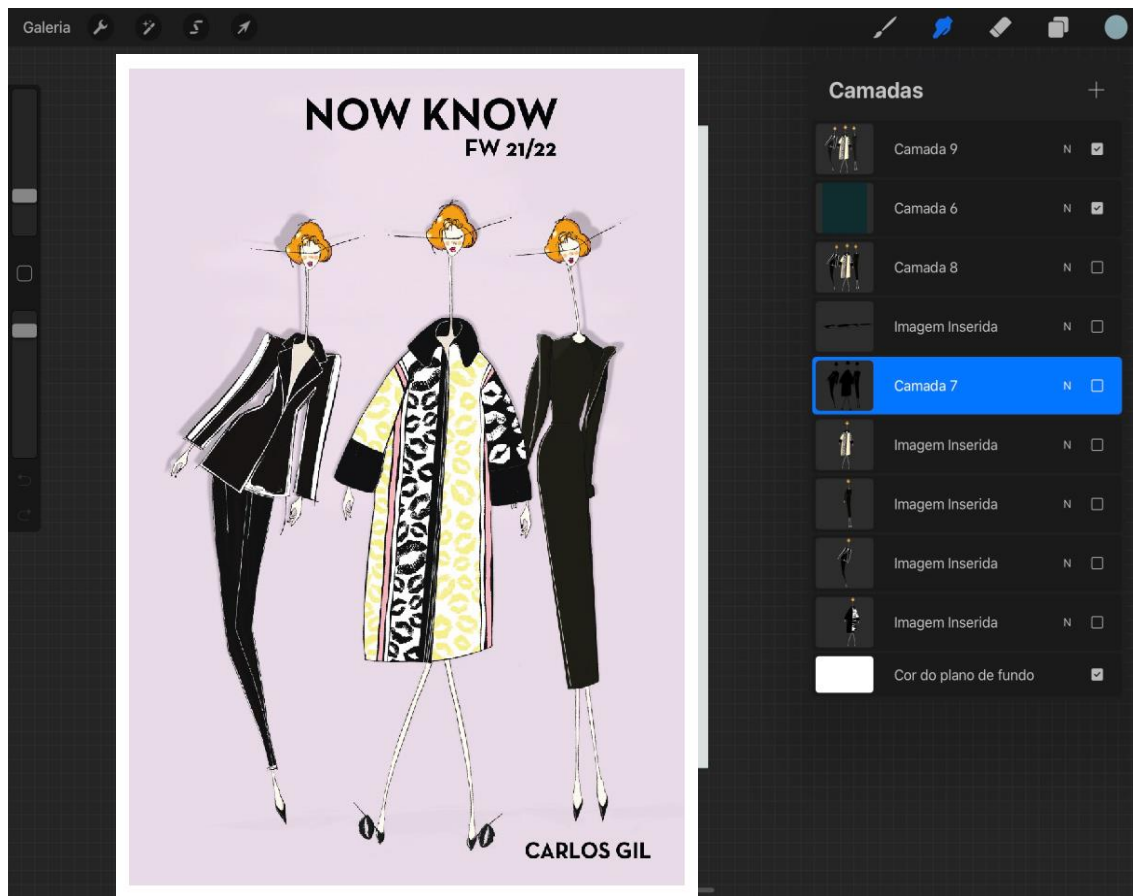 Galeria
NOW KNOW
FW 21/22
CARLOS GIL
Camadas
Camada 9 N
Camada 6 N
Camada 8 N
Imagem Inserida N
Camada 7 N
Imagem Inserida N
Imagem Inserida N
Imagem Inserida N
Imagem Inserida N
Cor do plano de fundo